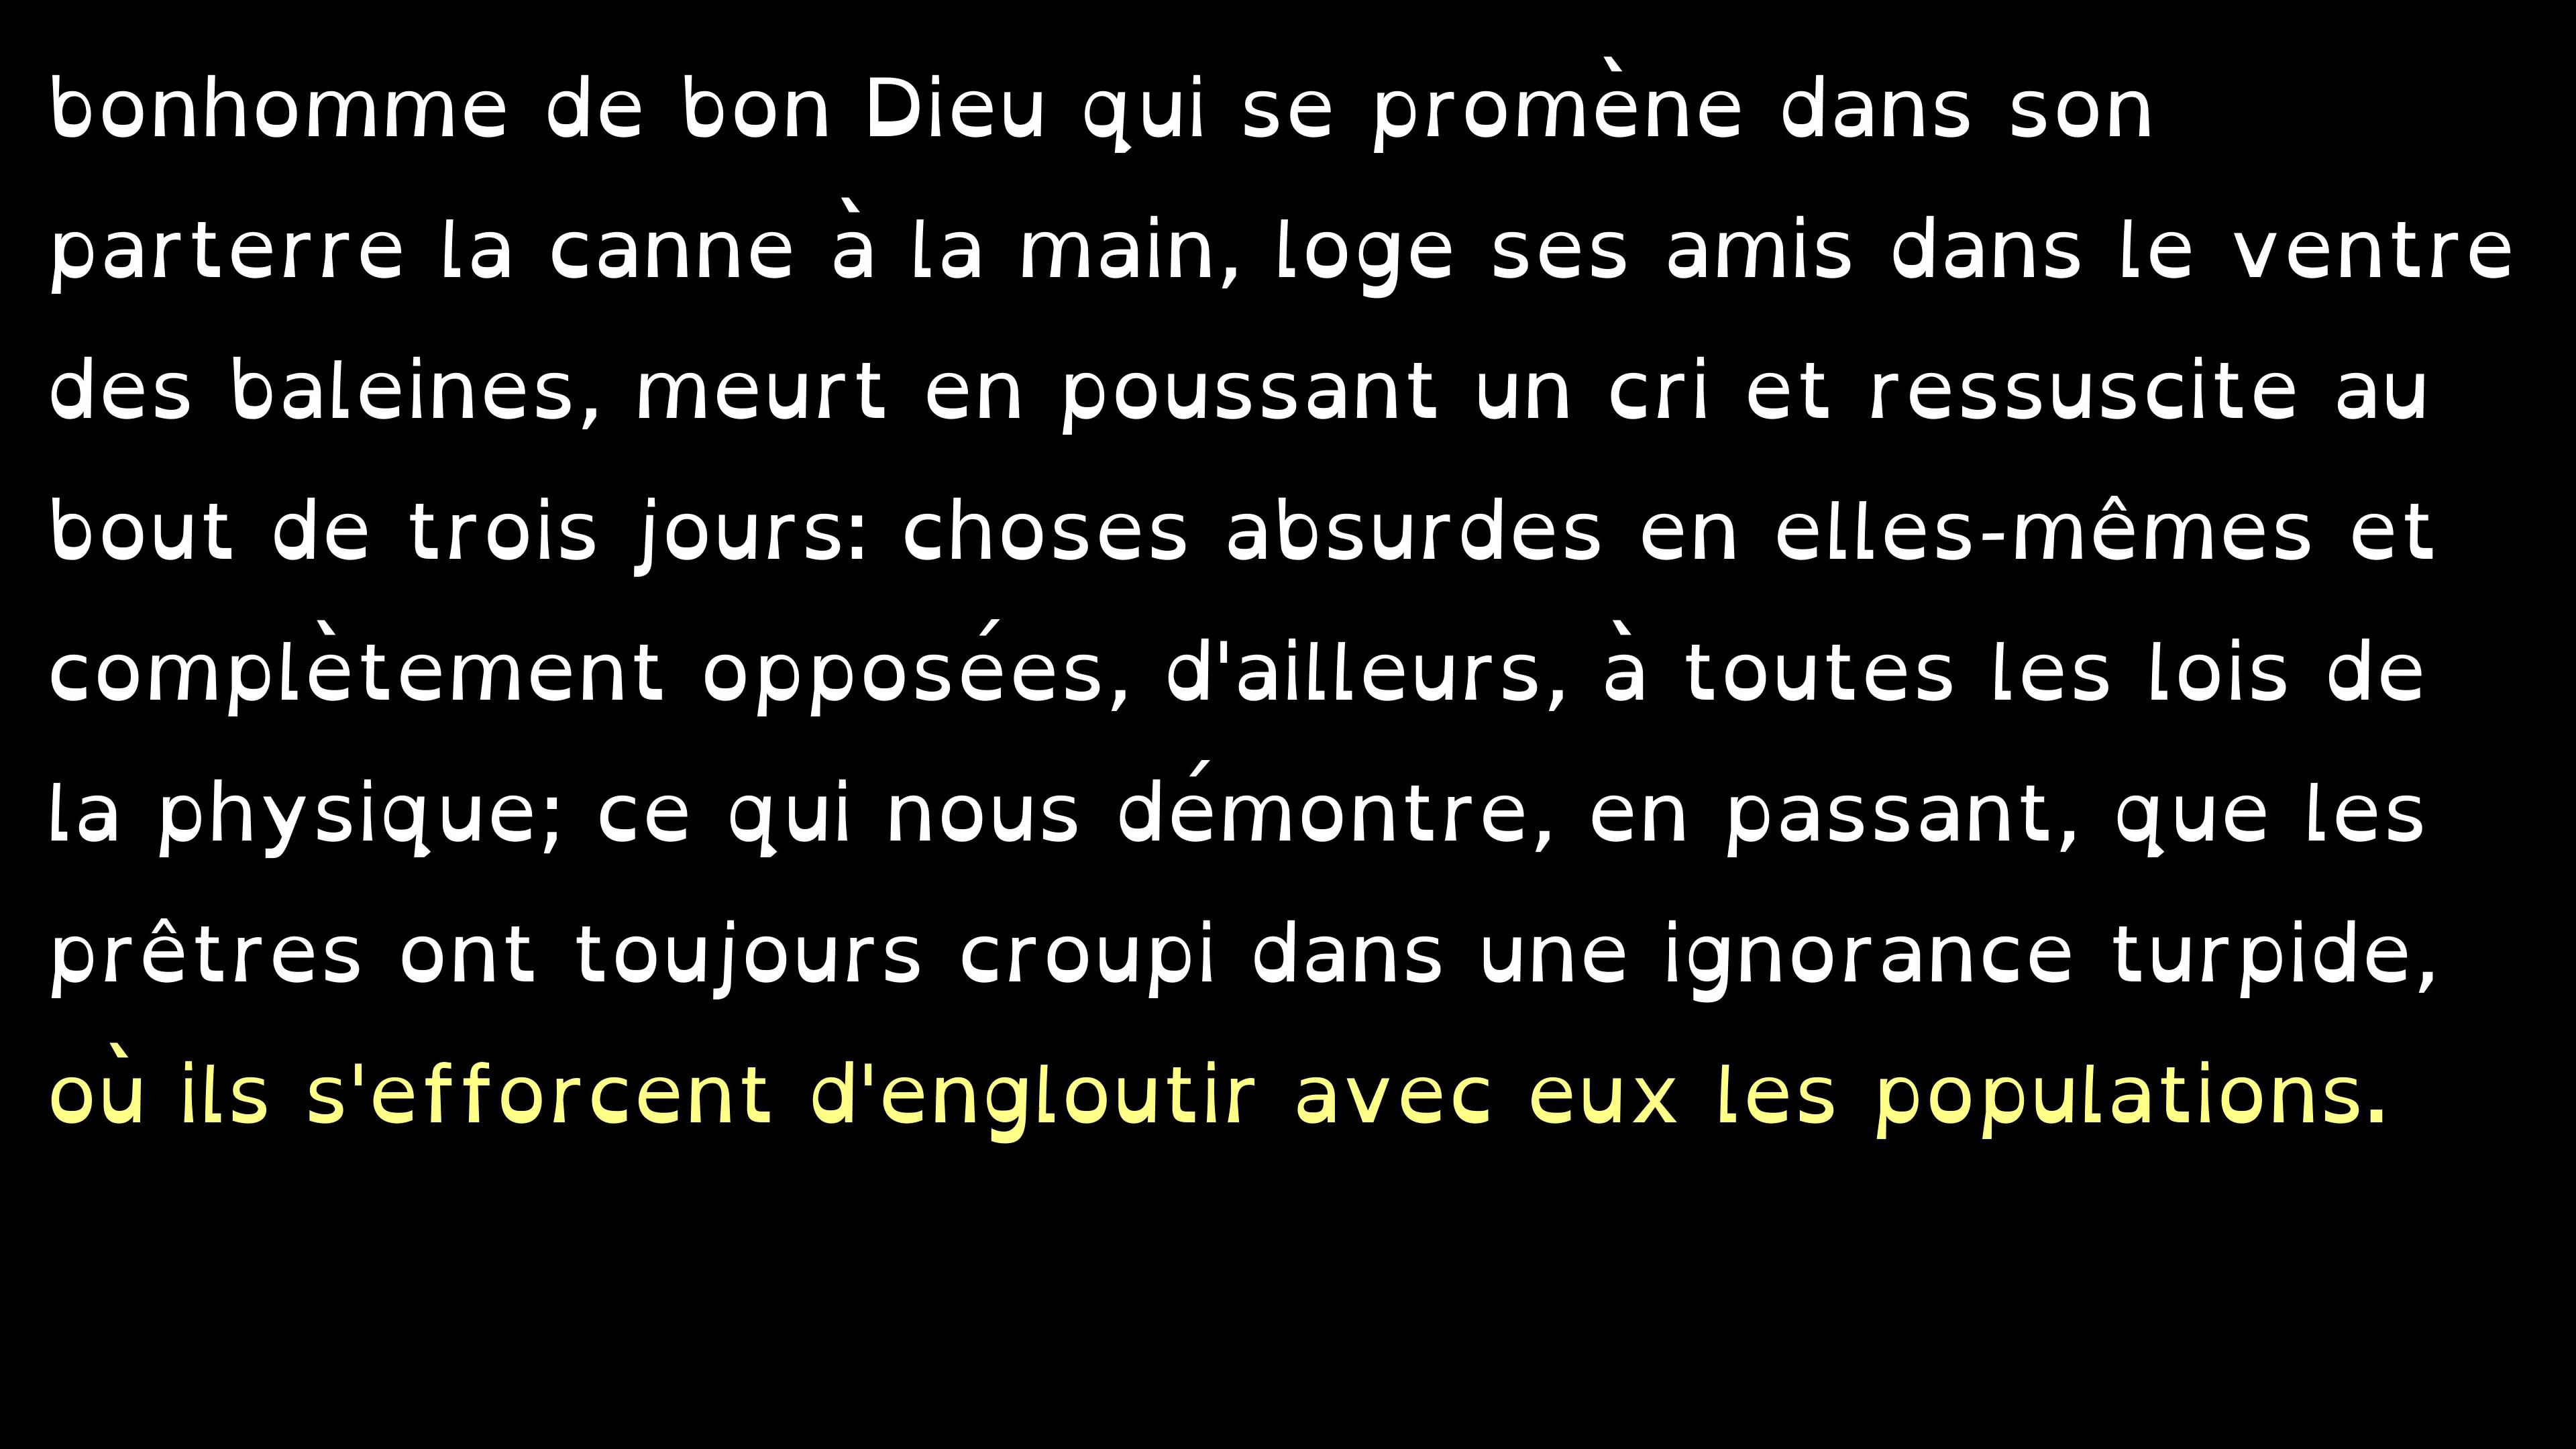 bonhomme de bon Dieu qui se promène dans son
parterre la canne à la main, loge ses amis dans le ventre
des baleines, meurt en poussant un cri et ressuscite au
bout de trois jours: choses absurdes en elles-mêmes et
complètement opposées, d'ailleurs, à toutes les lois de
la physique; ce qui nous démontre, en passant, que les
prêtres ont toujours croupi dans une ignorance turpide,
où ils s'efforcent d'engloutir avec eux les populations.